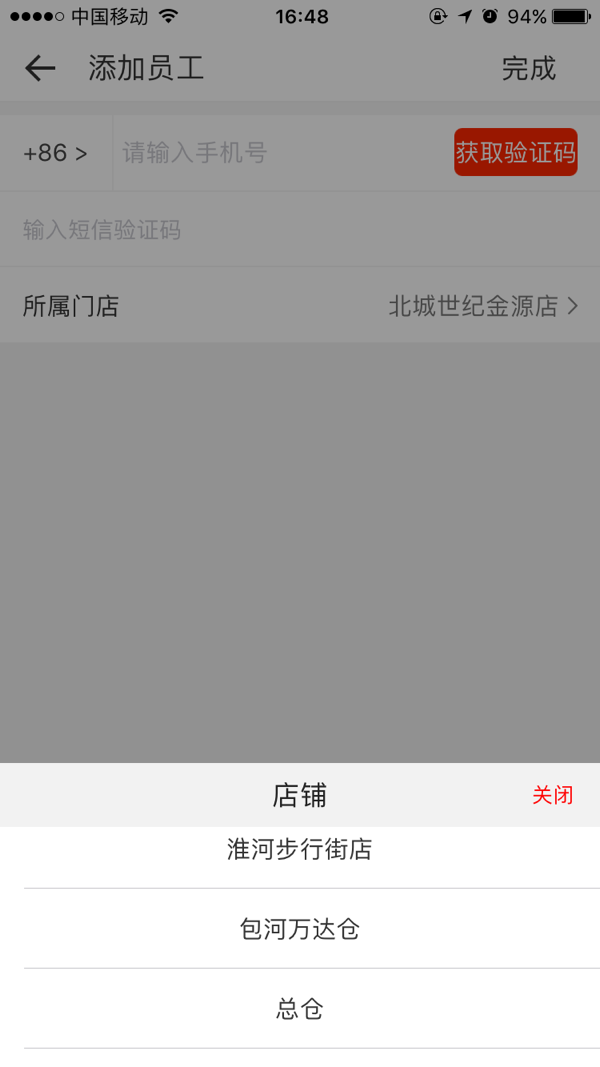 中国移动 16:48 94%
添加员工 完成
+86 > 请输入手机号 获取验证码
输入短信验证码
所属门店 北城世纪金源店
店铺 关闭
淮河步行街店
包河万达仓
总仓